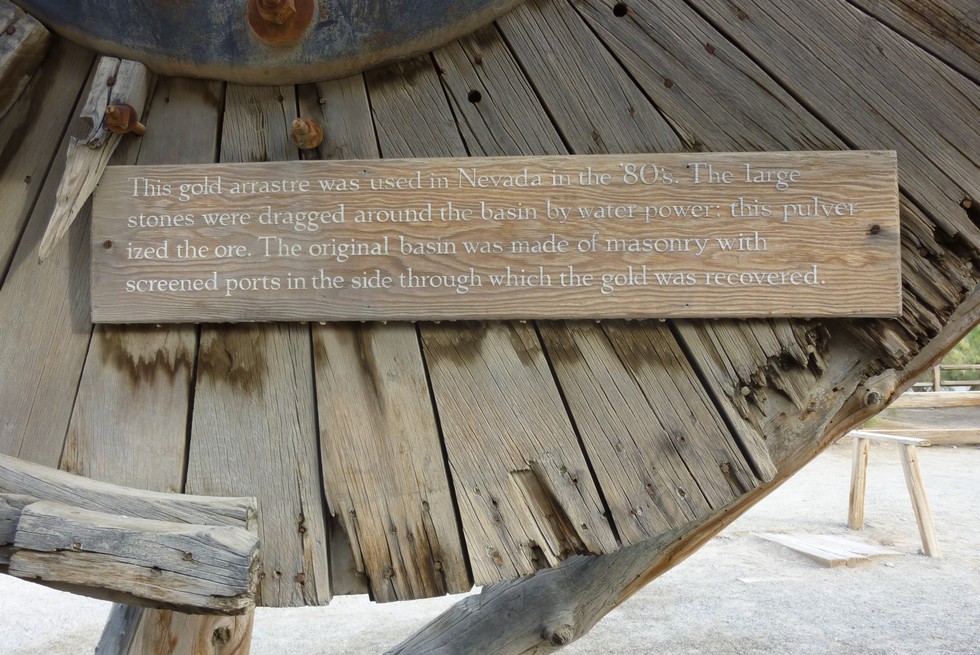 This gold arrastre was used in Nevada in the '80's. The large
stones were dragged around the basin by water power: this pulver-
ized the ore. The original basin was made of masonry with
screened ports in the side through which the gold was recovered.